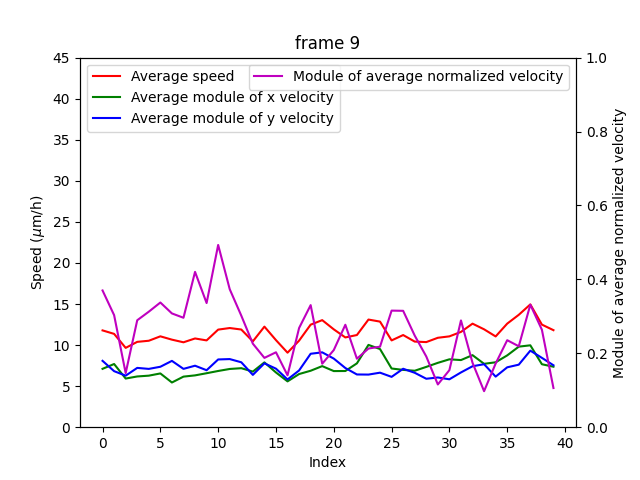 frame 9
Average speed
Average module of x velocity
Average module of y velocity
Module of average normalized velocity
Speed (μm/h)
45
40
35
30
25
20
15
10
5
0
1.0
0.8
0.6
0.4
0.2
0.0
Module of average normalized velocity
0 5 10 15 20 25 30 35 40
Index